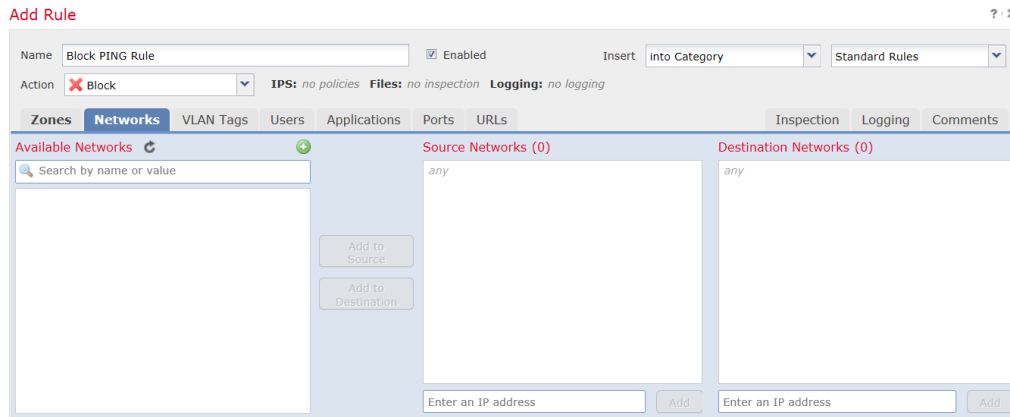 Add Rule ?
Name Block PING Rule Enabled Insert into Category Standard Rules
Action Block IPS: no policies Files: no inspection Logging: no logging
Zones Networks VLAN Tags Users Applications Ports URLs Inspection Logging Comments
Available Networks Source Networks (0) Destination Networks (0)
Search by name or value any any
Add to
Source
Add to
Destination
Enter an IP address Add Enter an IP address Add